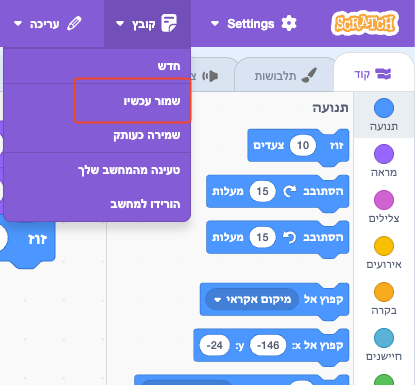 SCRATCH
Settings
קובץ
עריכה
חדש
שמור עכשיו
שמירה כעותק
טעינה מהמחשב שלך
הורידו למחשב
קוד
תלבושות
תנועה
מראה
צלילים
אירועים
בקרה
חיישנים
תנועה
זוז 10 צעדים
הסתובב 15 מעלות
הסתובב 15 מעלות
קפוץ אל מיקום אקראי
קפוץ אל x: -146 y: -24
זוז